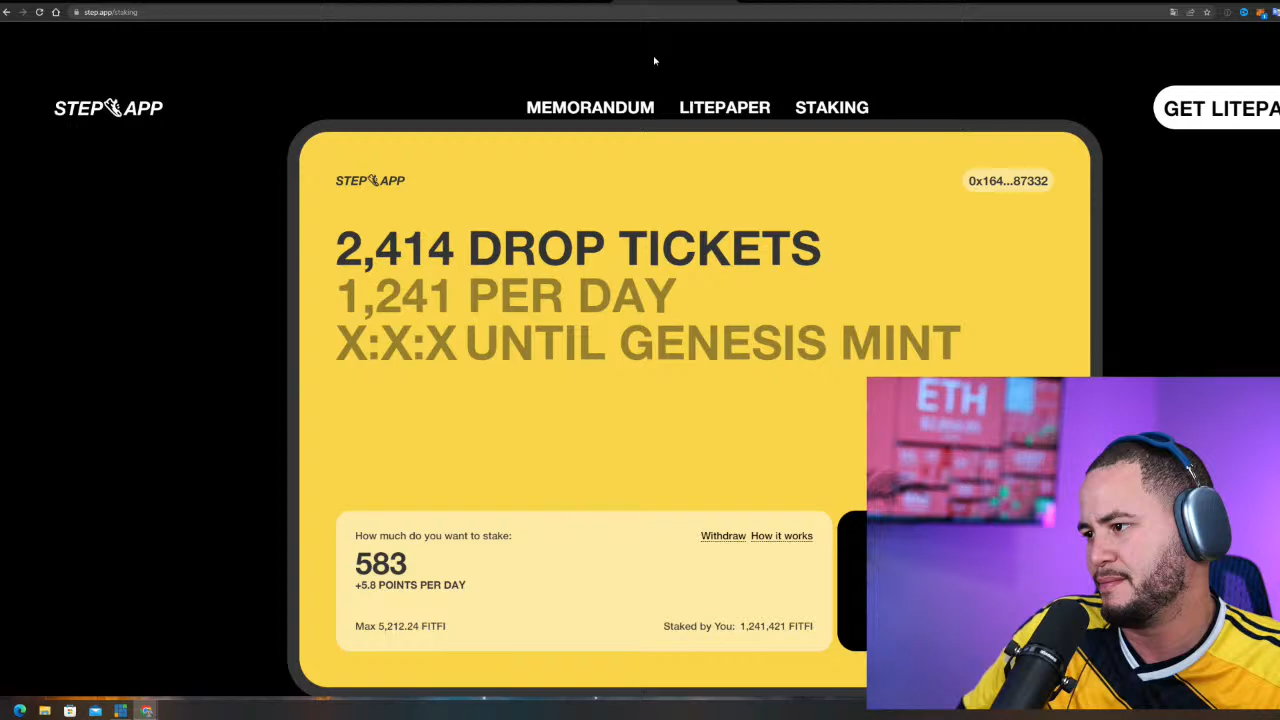 step.app/staking
STEP APP
MEMORANDUM LITEPAPER STAKING
GET LITEPA
STEP APP
0x164...87332
2,414 DROP TICKETS
1,241 PER DAY
X:X:X UNTIL GENESIS MINT
ETH
How much do you want to stake:
Withdraw How it works
583
+5.8 POINTS PER DAY
Max 5,212.24 FITFI
Staked by You: 1,241,421 FITFI